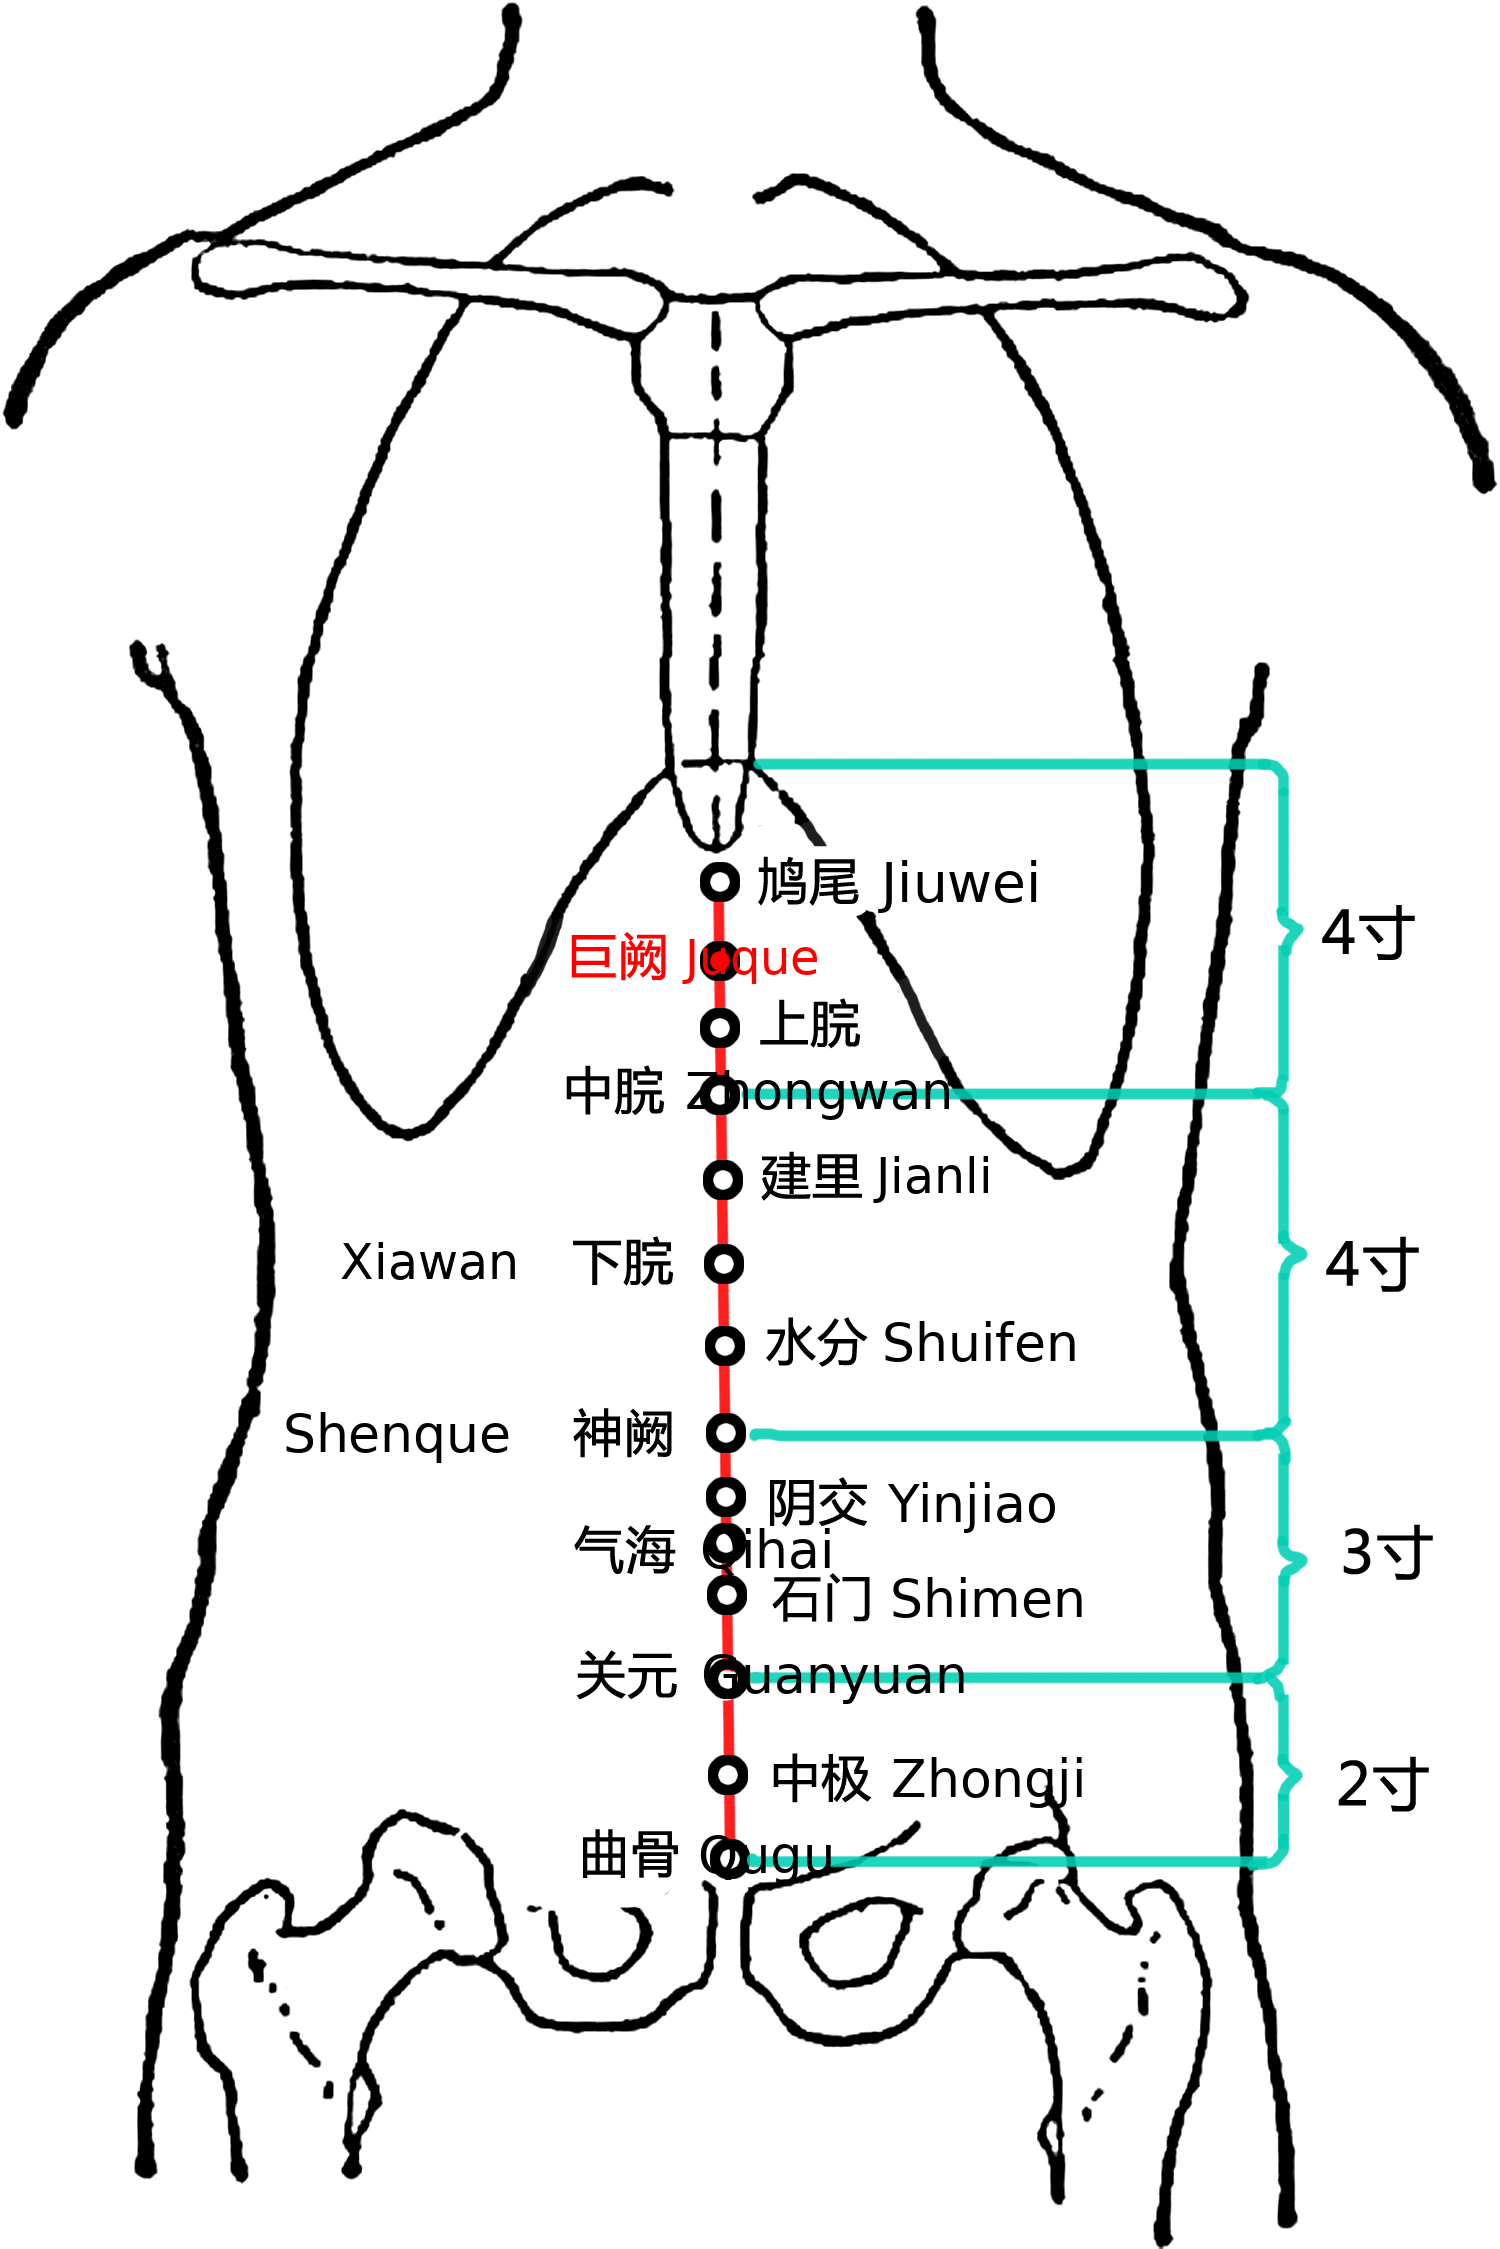 鸠尾 Jiuwei
4寸
巨阙 Juque
上脘
中脘 Zhongwan
建里 Jianli
Xiawan 下脘
4寸
水分 Shuifen
Shenque 神阙
阴交 Yinjiao
气海 Qihai
3寸
石门 Shimen
关元 Guanyuan
中极 Zhongji
2寸
曲骨 Qugu